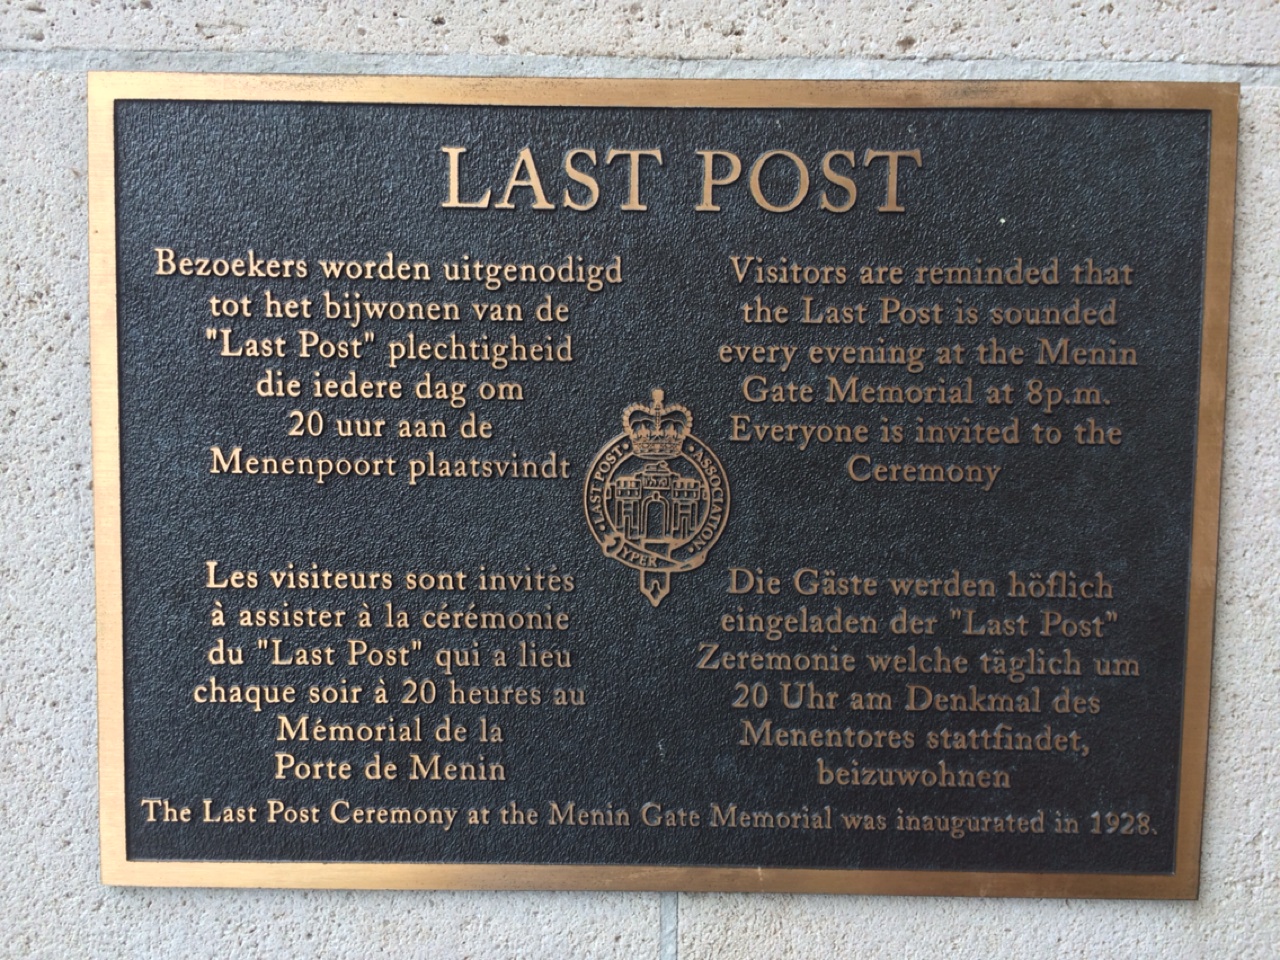 LAST POST
Bezoekers worden uitgenodigd
tot het bijwonen van de
"Last Post" plechtigheid
die iedere dag om
20 uur aan de
Menenpoort plaatsvindt
Visitors are reminded that
the Last Post is sounded
every evening at the Menin
Gate Memorial at 8p.m.
Everyone is invited to the
Ceremony
LAST POST · ASSOCIATION ·
YPER
Les visiteurs sont invités
à assister à la cérémonie
du "Last Post" qui a lieu
chaque soir à 20 heures au
Mémorial de la
Porte de Menin
Die Gäste werden höflich
eingeladen der "Last Post"
Zeremonie welche täglich um
20 Uhr am Denkmal des
Menentores stattfindet,
beizuwohnen
The Last Post Ceremony at the Menin Gate Memorial was inaugurated in 1928.